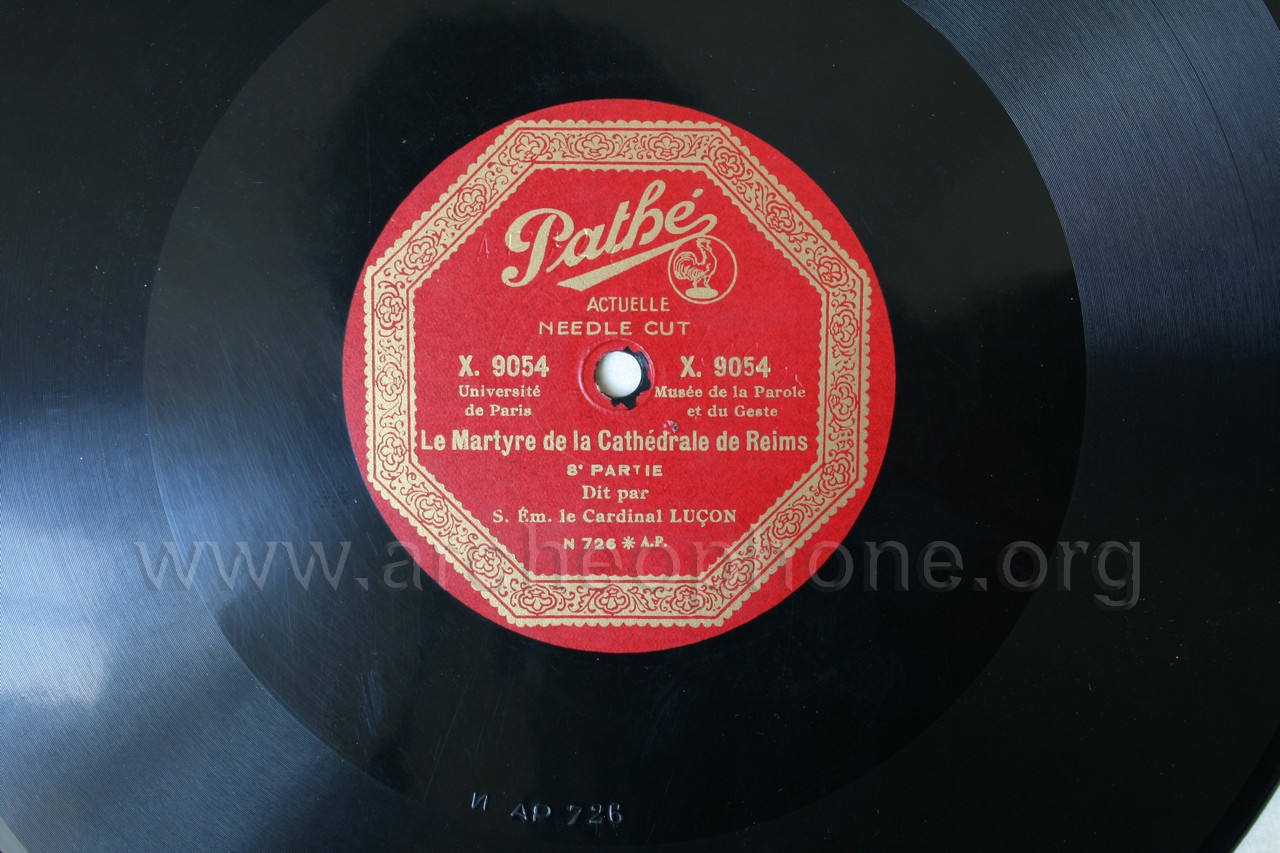 Pathé
ACTUELLE
NEEDLE CUT
X. 9054 X. 9054
Université Musée de la Parole
de Paris et du Geste
Le Martyre de la Cathédrale de Reims
8e PARTIE
Dit par
S. Ém. le Cardinal LUÇON
N 726 * A.P.
www.archeophone.org
N AP 726